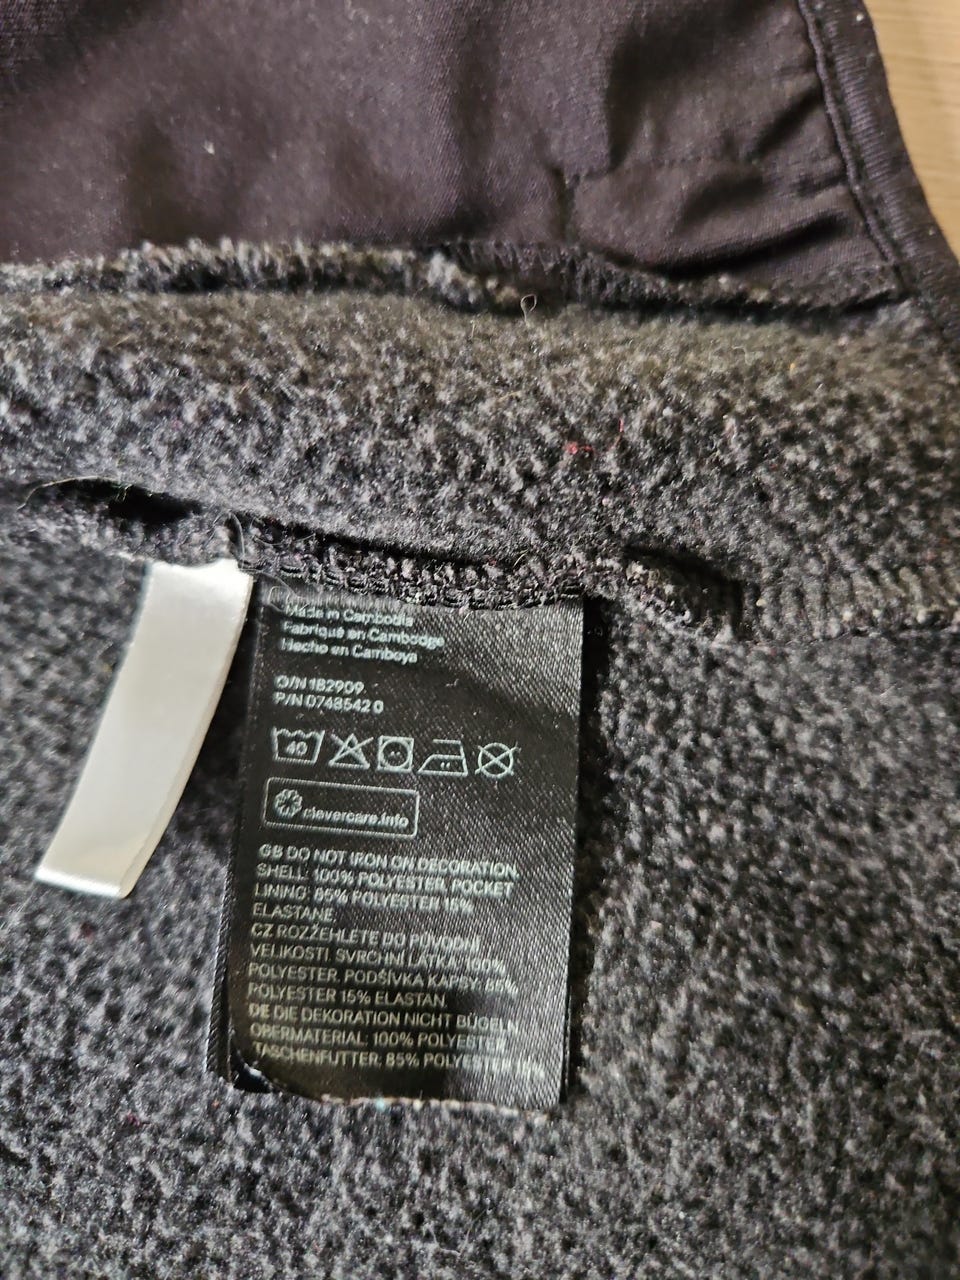 Made in Cambodia
Fabriqué en Cambodge
Hecho en Camboya
O/N 182909
P/N 0748542 0
40
clevercare.info
GB DO NOT IRON ON DECORATION.
SHELL: 100% POLYESTER, POCKET
LINING: 85% POLYESTER 15%
ELASTANE.
CZ ROZŽEHLETE DO PŮVODNÍ
VELIKOSTI. SVRCHNÍ LÁTKA: 100%
POLYESTER, PODŠÍVKA KAPSY: 85%
POLYESTER 15% ELASTAN.
DE DIE DEKORATION NICHT BÜGELN.
OBERMATERIAL: 100% POLYESTER,
TASCHENFUTTER: 85% POLYESTER 15%